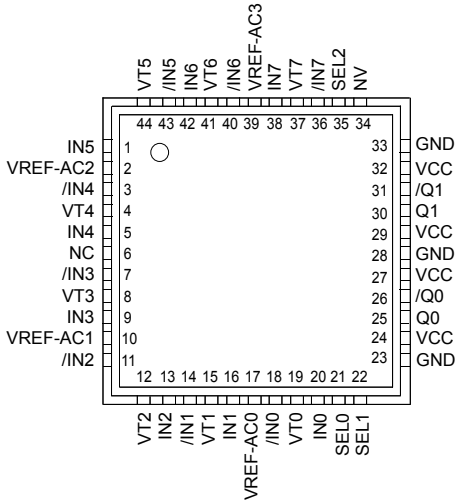 VT5
/IN5
IN6
VT6
/IN6
VREF-AC3
IN7
VT7
/IN7
SEL2
NV
44 43 42 41 40 39 38 37 36 35 34
IN5 1
VREF-AC2 2
/IN4 3
VT4 4
IN4 5
NC 6
/IN3 7
VT3 8
IN3 9
VREF-AC1 10
/IN2 11
33 GND
32 VCC
31 /Q1
30 Q1
29 VCC
28 GND
27 VCC
26 /Q0
25 Q0
24 VCC
23 GND
12 13 14 15 16 17 18 19 20 21 22
VT2
IN2
/IN1
VT1
IN1
VREF-AC0
/IN0
VT0
IN0
SEL0
SEL1